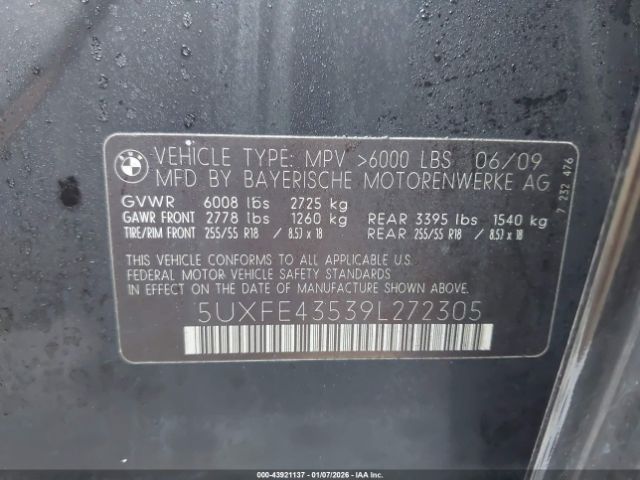 BMW
VEHICLE TYPE: MPV >6000 LBS 06/09
MFD BY BAYERISCHE MOTORENWERKE AG
GVWR 6008 lbs 2725 kg
GAWR FRONT 2778 lbs 1260 kg REAR 3395 lbs 1540 kg
TIRE/RIM FRONT 255/55 R18 / 8.5J x 18 REAR 255/55 R18 / 8.5J x 18
THIS VEHICLE CONFORMS TO ALL APPLICABLE U.S.
FEDERAL MOTOR VEHICLE SAFETY STANDARDS
IN EFFECT ON THE DATE OF MANUFACTURE SHOWN ABOVE
5UXFE43539L272305
7 232 476
000-43921137 | 01/07/2026 | IAAI.COM